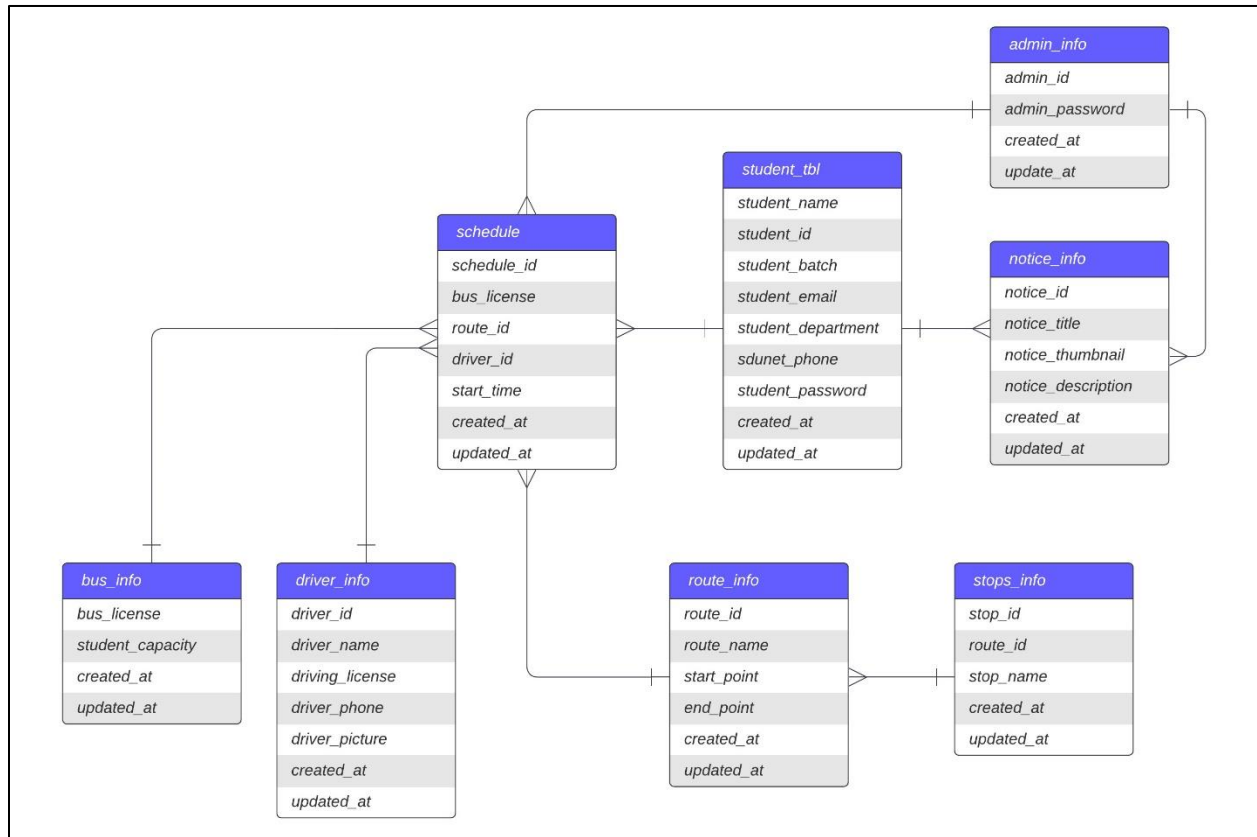 admin_info
admin_id
admin_password
created_at
update_at
student_tbl
student_name
student_id
student_batch
student_email
student_department
sdunet_phone
student_password
created_at
updated_at
schedule
schedule_id
bus_license
route_id
driver_id
start_time
created_at
updated_at
notice_info
notice_id
notice_title
notice_thumbnail
notice_description
created_at
updated_at
bus_info
bus_license
student_capacity
created_at
updated_at
driver_info
driver_id
driver_name
driving_license
driver_phone
driver_picture
created_at
updated_at
route_info
route_id
route_name
start_point
end_point
created_at
updated_at
stops_info
stop_id
route_id
stop_name
created_at
updated_at